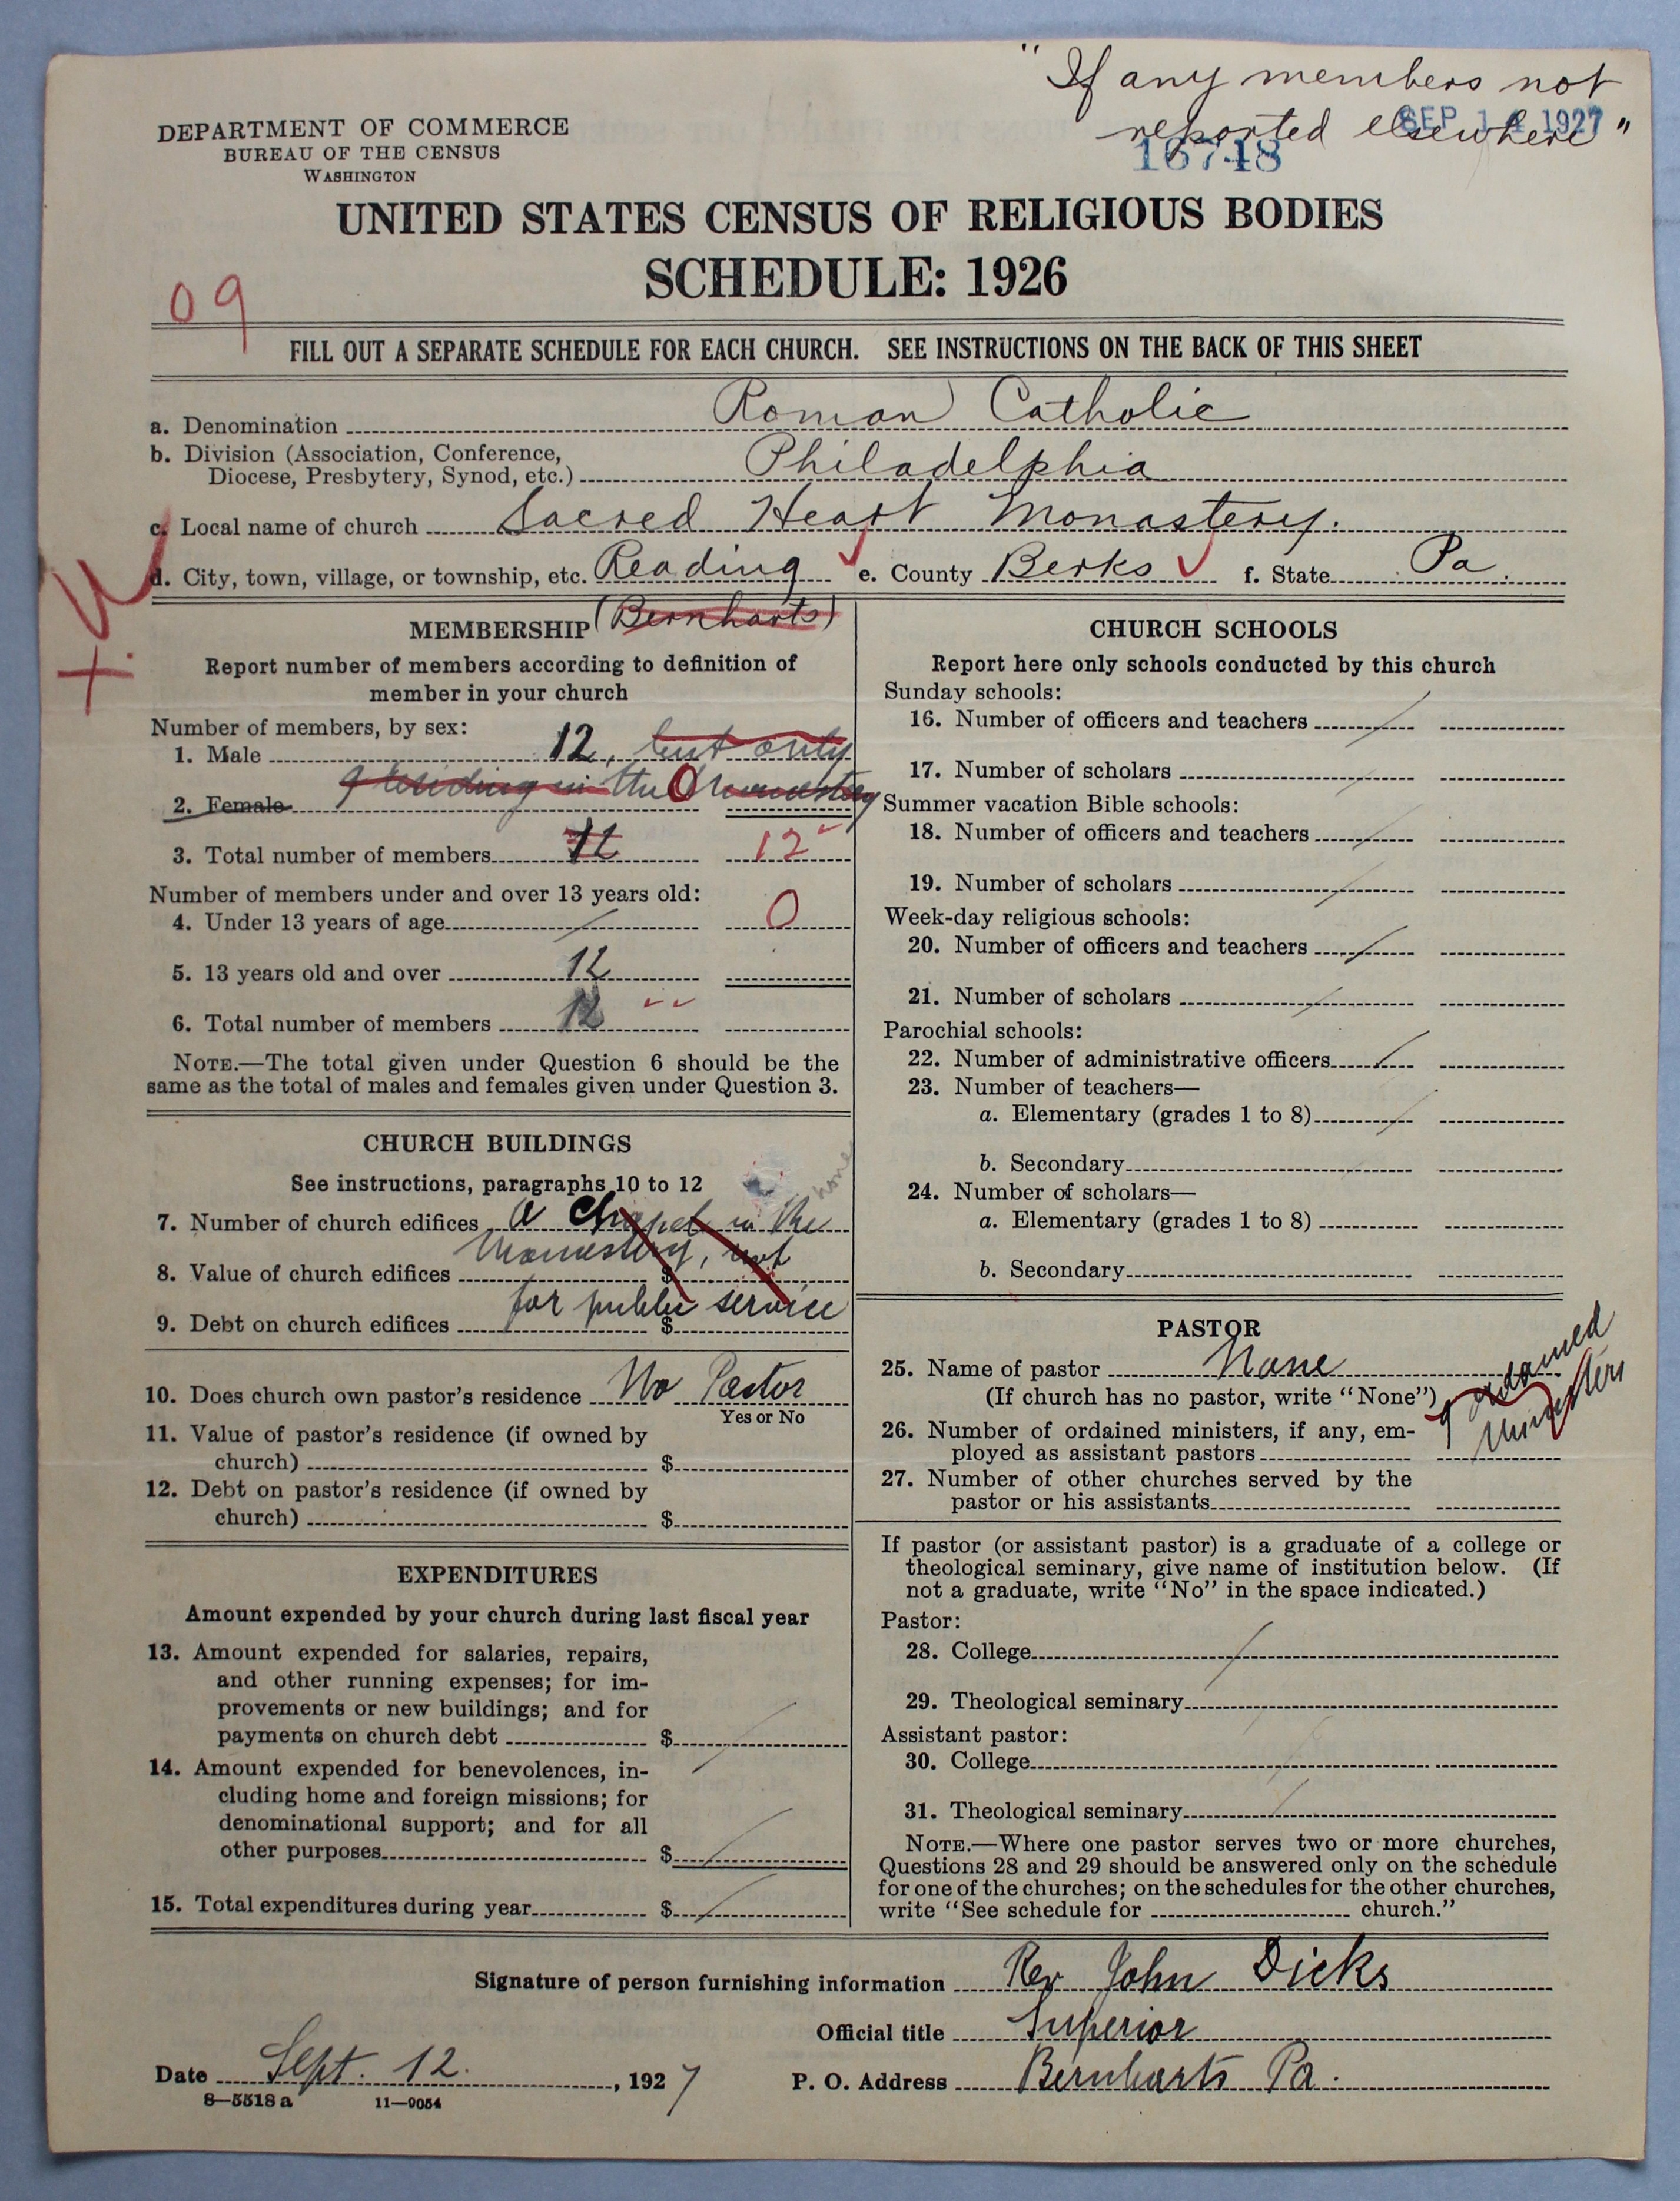 "If any members not
reported elsewhere"
SEP 14 1927
16748
DEPARTMENT OF COMMERCE
BUREAU OF THE CENSUS
WASHINGTON
UNITED STATES CENSUS OF RELIGIOUS BODIES
SCHEDULE: 1926
09
FILL OUT A SEPARATE SCHEDULE FOR EACH CHURCH. SEE INSTRUCTIONS ON THE BACK OF THIS SHEET
a. Denomination Roman Catholic
b. Division (Association, Conference,
Diocese, Presbytery, Synod, etc.) Philadelphia
c. Local name of church Sacred Heart Monastery.
d. City, town, village, or township, etc. Reading e. County Berks f. State Pa.
(Bernharts)
MEMBERSHIP
Report number of members according to definition of
member in your church
Number of members, by sex:
1. Male 12, but only
9 residing in the monastery
2. Female 0
3. Total number of members 12 12
Number of members under and over 13 years old:
4. Under 13 years of age 0
5. 13 years old and over 12
6. Total number of members 12
NOTE.—The total given under Question 6 should be the
same as the total of males and females given under Question 3.
CHURCH BUILDINGS
See instructions, paragraphs 10 to 12
none
7. Number of church edifices a chapel in the
monastery, not
8. Value of church edifices $
for public service
9. Debt on church edifices $
10. Does church own pastor's residence No Pastor
Yes or No
11. Value of pastor's residence (if owned by
church) $
12. Debt on pastor's residence (if owned by
church) $
EXPENDITURES
Amount expended by your church during last fiscal year
13. Amount expended for salaries, repairs,
and other running expenses; for im-
provements or new buildings; and for
payments on church debt $
14. Amount expended for benevolences, in-
cluding home and foreign missions; for
denominational support; and for all
other purposes $
15. Total expenditures during year $
CHURCH SCHOOLS
Report here only schools conducted by this church
Sunday schools:
16. Number of officers and teachers
17. Number of scholars
Summer vacation Bible schools:
18. Number of officers and teachers
19. Number of scholars
Week-day religious schools:
20. Number of officers and teachers
21. Number of scholars
Parochial schools:
22. Number of administrative officers
23. Number of teachers—
a. Elementary (grades 1 to 8)
b. Secondary
24. Number of scholars—
a. Elementary (grades 1 to 8)
b. Secondary
PASTOR
25. Name of pastor None
(If church has no pastor, write "None")
9 ordained
ministers
26. Number of ordained ministers, if any, em-
ployed as assistant pastors
27. Number of other churches served by the
pastor or his assistants
If pastor (or assistant pastor) is a graduate of a college or
theological seminary, give name of institution below. (If
not a graduate, write "No" in the space indicated.)
Pastor:
28. College
29. Theological seminary
Assistant pastor:
30. College
31. Theological seminary
NOTE.—Where one pastor serves two or more churches,
Questions 28 and 29 should be answered only on the schedule
for one of the churches; on the schedules for the other churches,
write "See schedule for church."
Signature of person furnishing information Rev John Dicks
Official title Superior
Date Sept. 12. , 1927 P. O. Address Bernharts Pa.
8—5518 a 11—9054